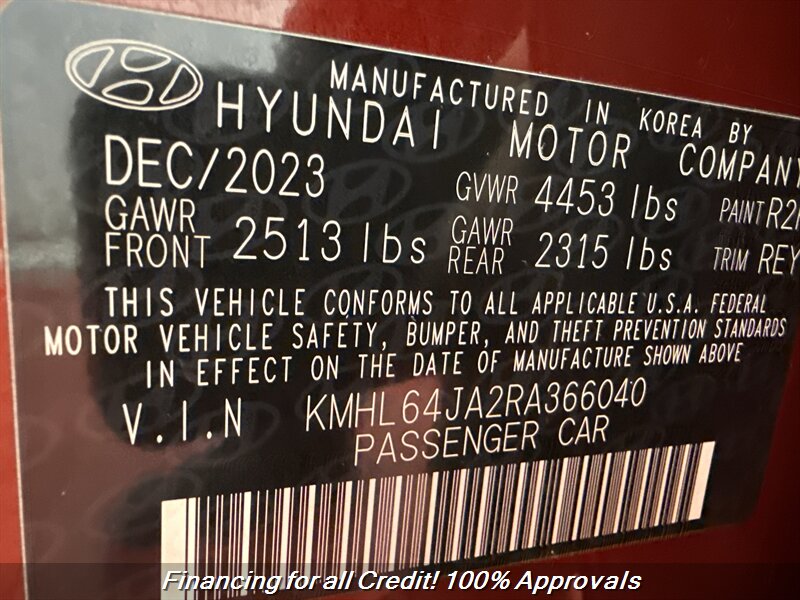 MANUFACTURED IN KOREA BY
HYUNDAI MOTOR COMPANY
DEC/2023 GVWR 4453 lbs PAINT
GAWR FRONT 2513 lbs GAWR REAR 2315 lbs TRIM REY
THIS VEHICLE CONFORMS TO ALL APPLICABLE U.S.A. FEDERAL
MOTOR VEHICLE SAFETY, BUMPER, AND THEFT PREVENTION STANDARDS
IN EFFECT ON THE DATE OF MANUFACTURE SHOWN ABOVE
V.I.N KMHL64JA2RA366040
PASSENGER CAR
Financing for all Credit! 100% Approvals